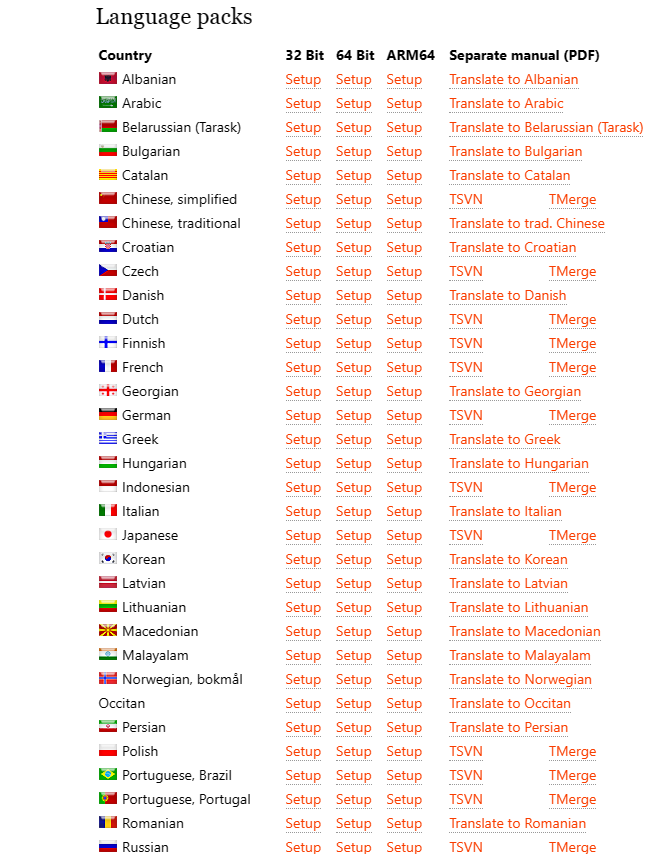 Language packs
Country 32 Bit 64 Bit ARM64 Separate manual (PDF)
Albanian Setup Setup Setup Translate to Albanian
Arabic Setup Setup Setup Translate to Arabic
Belarussian (Tarask) Setup Setup Setup Translate to Belarussian (Tarask)
Bulgarian Setup Setup Setup Translate to Bulgarian
Catalan Setup Setup Setup Translate to Catalan
Chinese, simplified Setup Setup Setup TSVN TMerge
Chinese, traditional Setup Setup Setup Translate to trad. Chinese
Croatian Setup Setup Setup Translate to Croatian
Czech Setup Setup Setup TSVN TMerge
Danish Setup Setup Setup Translate to Danish
Dutch Setup Setup Setup TSVN TMerge
Finnish Setup Setup Setup TSVN TMerge
French Setup Setup Setup TSVN TMerge
Georgian Setup Setup Setup Translate to Georgian
German Setup Setup Setup TSVN TMerge
Greek Setup Setup Setup Translate to Greek
Hungarian Setup Setup Setup Translate to Hungarian
Indonesian Setup Setup Setup TSVN TMerge
Italian Setup Setup Setup Translate to Italian
Japanese Setup Setup Setup TSVN TMerge
Korean Setup Setup Setup Translate to Korean
Latvian Setup Setup Setup Translate to Latvian
Lithuanian Setup Setup Setup Translate to Lithuanian
Macedonian Setup Setup Setup Translate to Macedonian
Malayalam Setup Setup Setup Translate to Malayalam
Norwegian, bokmål Setup Setup Setup Translate to Norwegian
Occitan Setup Setup Setup Translate to Occitan
Persian Setup Setup Setup Translate to Persian
Polish Setup Setup Setup TSVN TMerge
Portuguese, Brazil Setup Setup Setup TSVN TMerge
Portuguese, Portugal Setup Setup Setup TSVN TMerge
Romanian Setup Setup Setup Translate to Romanian
Russian Setup Setup Setup TSVN TMerge